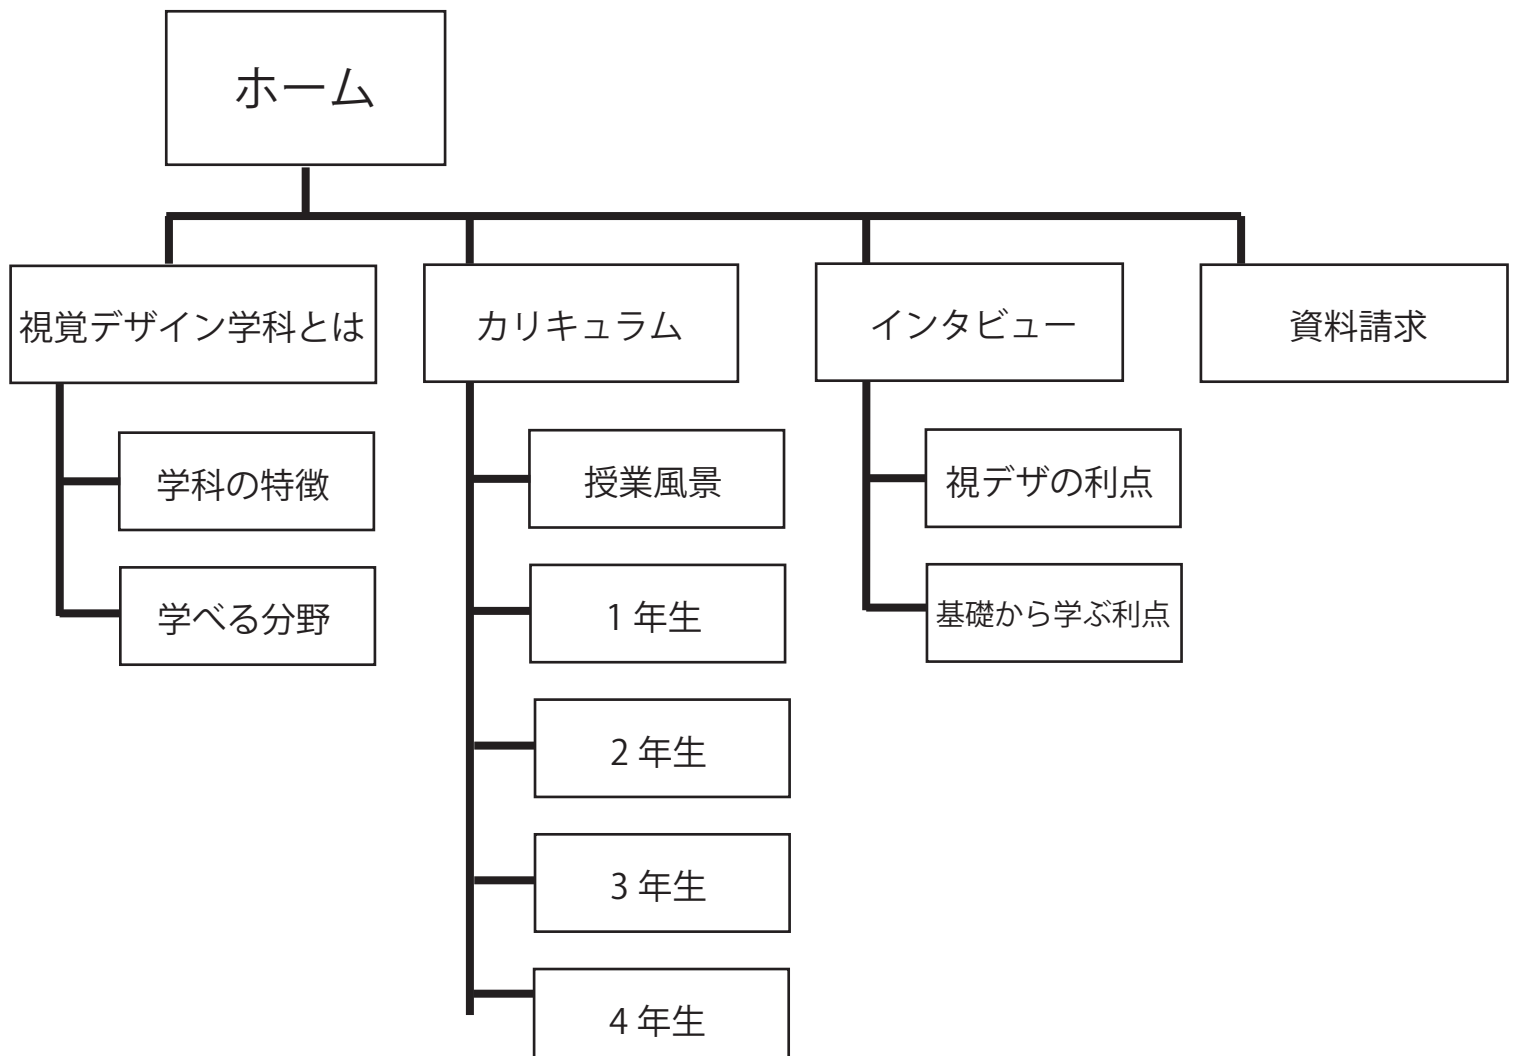 ホーム
視覚デザイン学科とは
カリキュラム
インタビュー
資料請求
学科の特徴
学べる分野
授業風景
1 年生
2 年生
3 年生
4 年生
視デザの利点
基礎から学ぶ利点